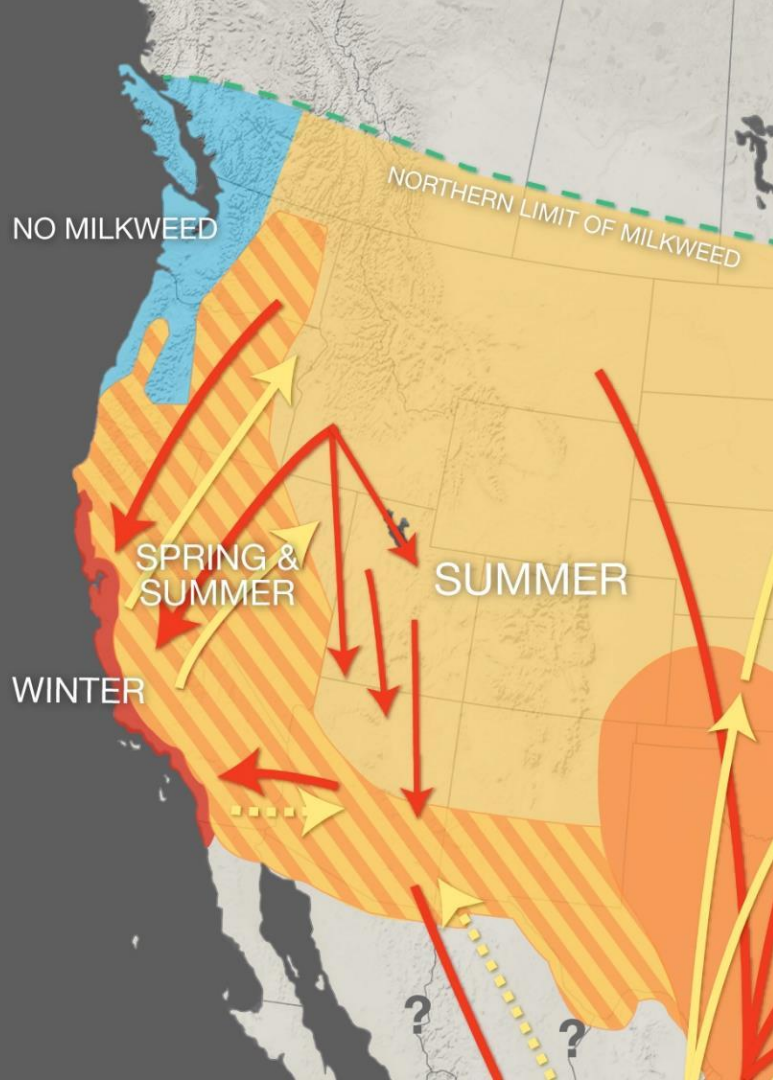 NORTHERN LIMIT OF MILKWEED
NO MILKWEED
SPRING &
SUMMER
SUMMER
WINTER
?
?